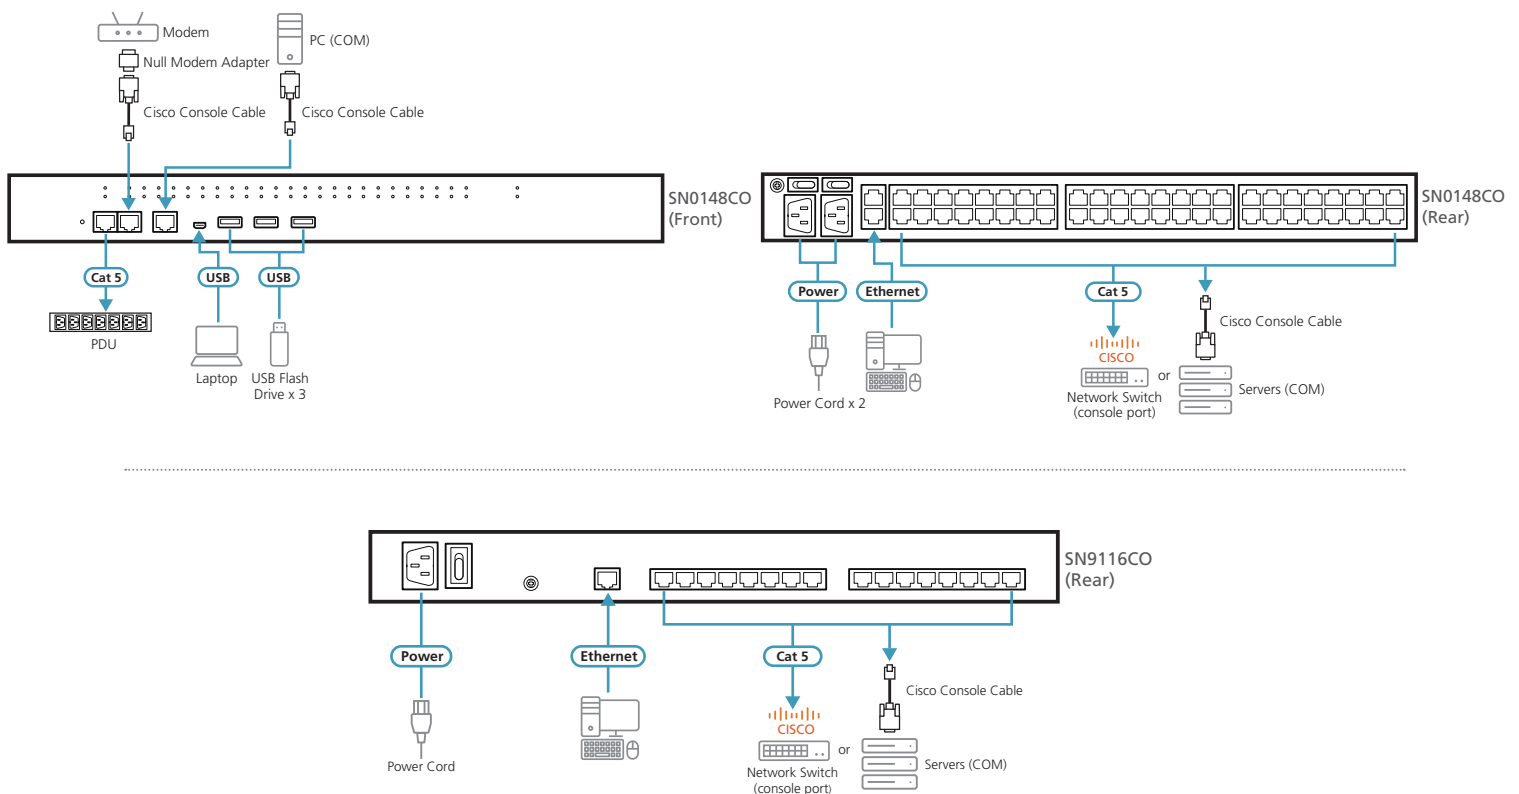 Modem
Null Modem Adapter
Cisco Console Cable
PC (COM)
Cisco Console Cable
SN0148CO
(Front)
Cat 5
USB
USB
PDU
Laptop
USB Flash
Drive x 3
SN0148CO
(Rear)
Power
Ethernet
Cat 5
Cisco Console Cable
CISCO
or
Power Cord x 2
Network Switch
(console port)
Servers (COM)
SN9116CO
(Rear)
Power
Ethernet
Cat 5
Cisco Console Cable
CISCO
or
Power Cord
Network Switch
(console port)
Servers (COM)